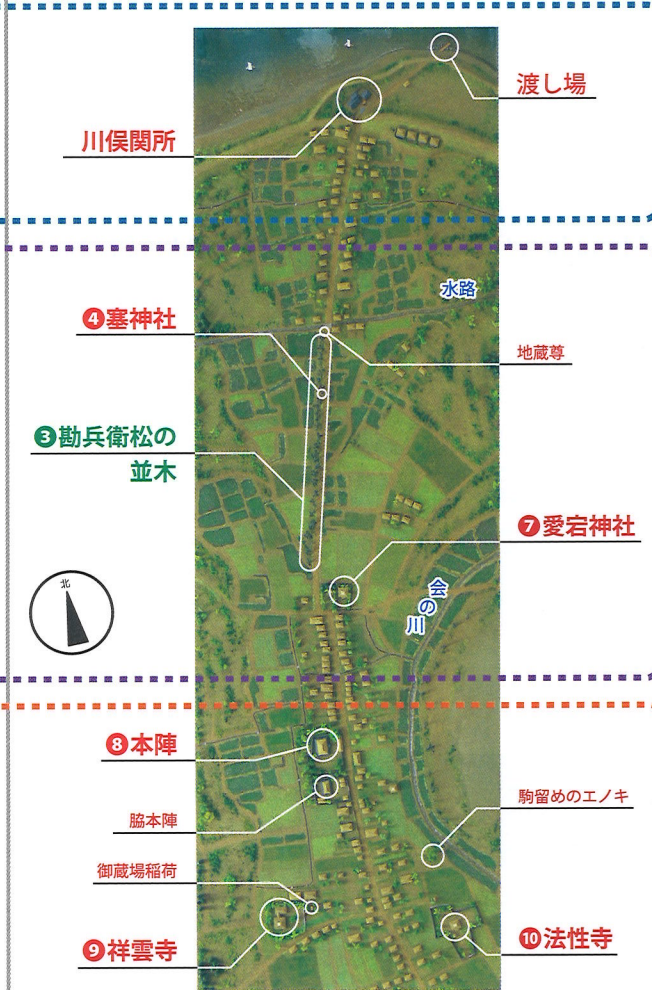 渡し場
川俣関所
水路
❹塞神社
地蔵尊
❸勘兵衛松の
並木
❼愛宕神社
北
会の川
❽本陣
駒留めのエノキ
脇本陣
御蔵場稲荷
❾祥雲寺
❿法性寺